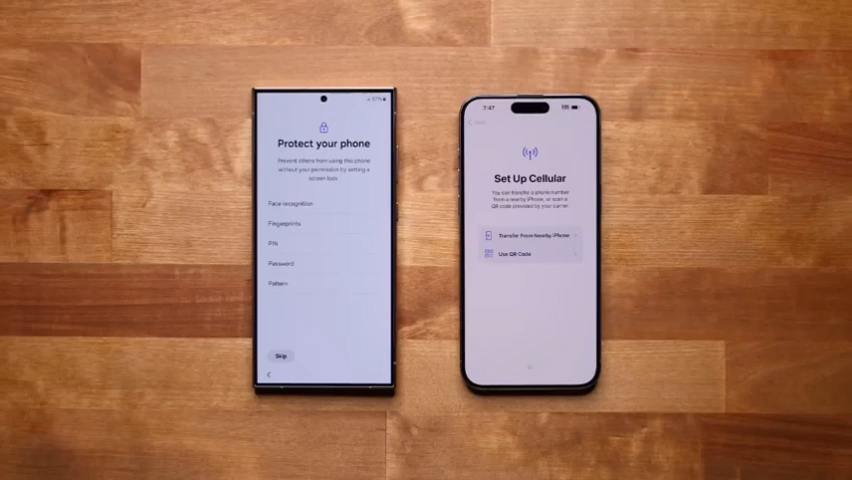 Protect your phone
Prevent others from using this phone
without your permission by setting a
screen lock.
Face recognition
Fingerprints
PIN
Password
Pattern
Skip
7:47
Set Up Cellular
You can transfer a phone number
from a nearby iPhone, or scan a
QR code provided by your carrier.
Transfer From Nearby iPhone
Use QR Code